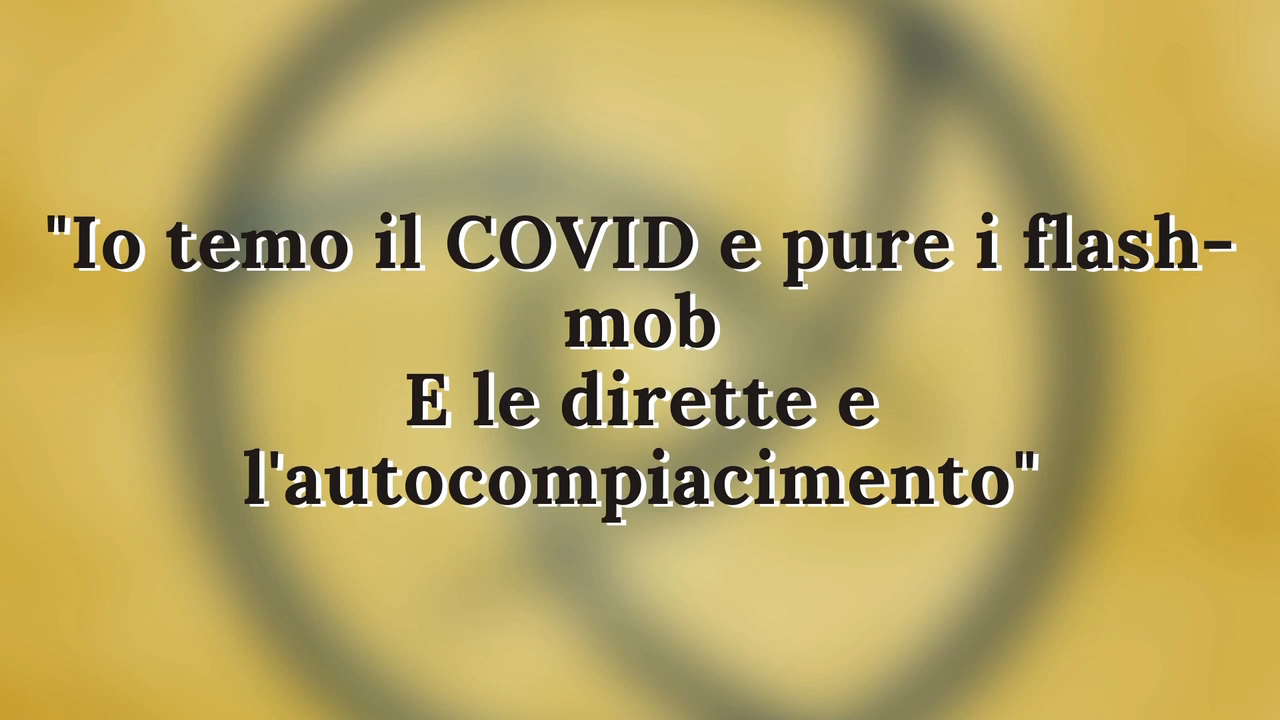 "Io temo il COVID e pure i flash-
mob
E le dirette e
l'autocompiacimento"